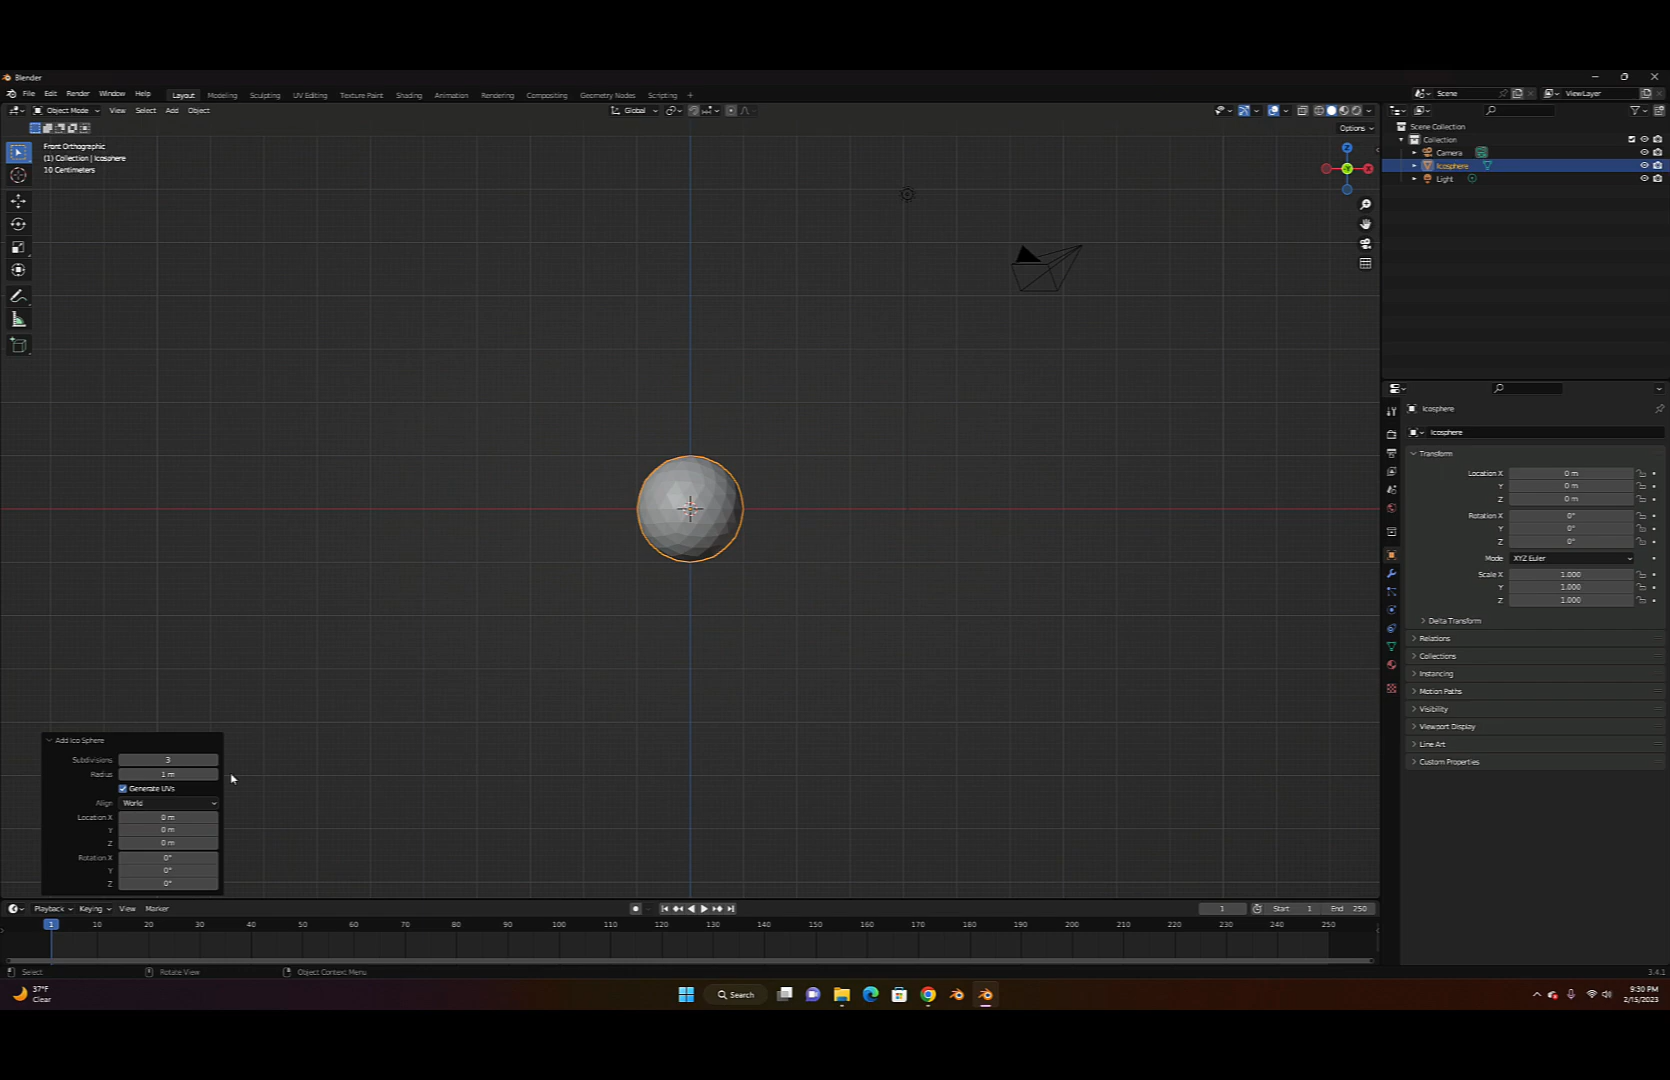 Blender
File Edit Render Window Help Layout Modeling Sculpting UV Editing Texture Paint Shading Animation Rendering Compositing Geometry Nodes Scripting +
Scene ViewLayer
Object Mode View Select Add Object Global
Options
Front Orthographic
(1) Collection | Icosphere
10 Centimeters
Z
X
Scene Collection
Collection
Camera
Icosphere
Light
Icosphere
Icosphere
Transform
Location X 0 m
Y 0 m
Z 0 m
Rotation X 0°
Y 0°
Z 0°
Mode XYZ Euler
Scale X 1.000
Y 1.000
Z 1.000
Delta Transform
Relations
Collections
Instancing
Motion Paths
Visibility
Viewport Display
Line Art
Custom Properties
Add Ico Sphere
Subdivisions 3
Radius 1 m
Generate UVs
Align World
Location X 0 m
Y 0 m
Z 0 m
Rotation X 0°
Y 0°
Z 0°
Playback Keying View Marker 1 Start 1 End 250
1 10 20 30 40 50 60 70 80 90 100 110 120 130 140 150 160 170 180 190 200 210 220 230 240 250
Select Rotate View Object Context Menu 3.4.1
37°F
Clear
Search
9:30 PM
2/15/2023